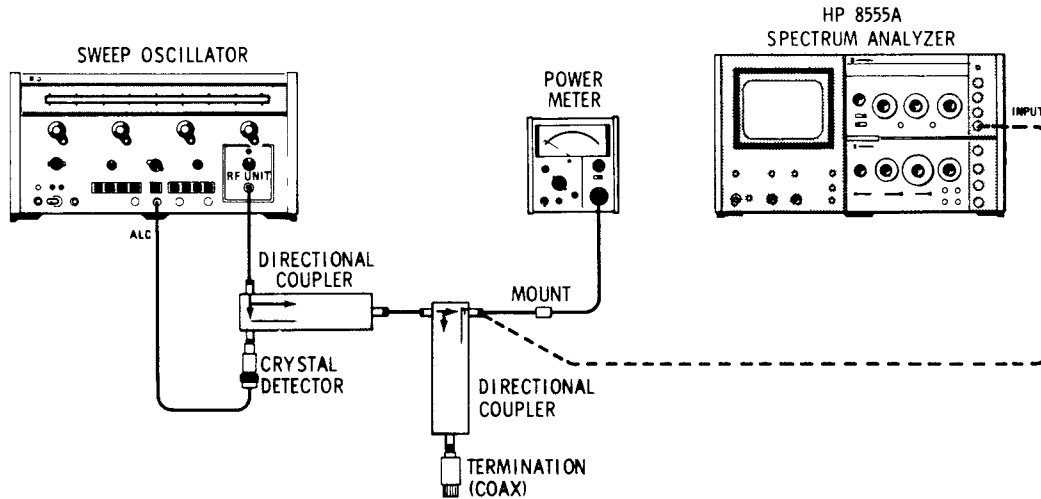 HP 8555A
SPECTRUM ANALYZER
SWEEP OSCILLATOR
POWER
METER
INPUT
RF UNIT
ALC
DIRECTIONAL
COUPLER
MOUNT
CRYSTAL
DETECTOR
DIRECTIONAL
COUPLER
TERMINATION
(COAX)